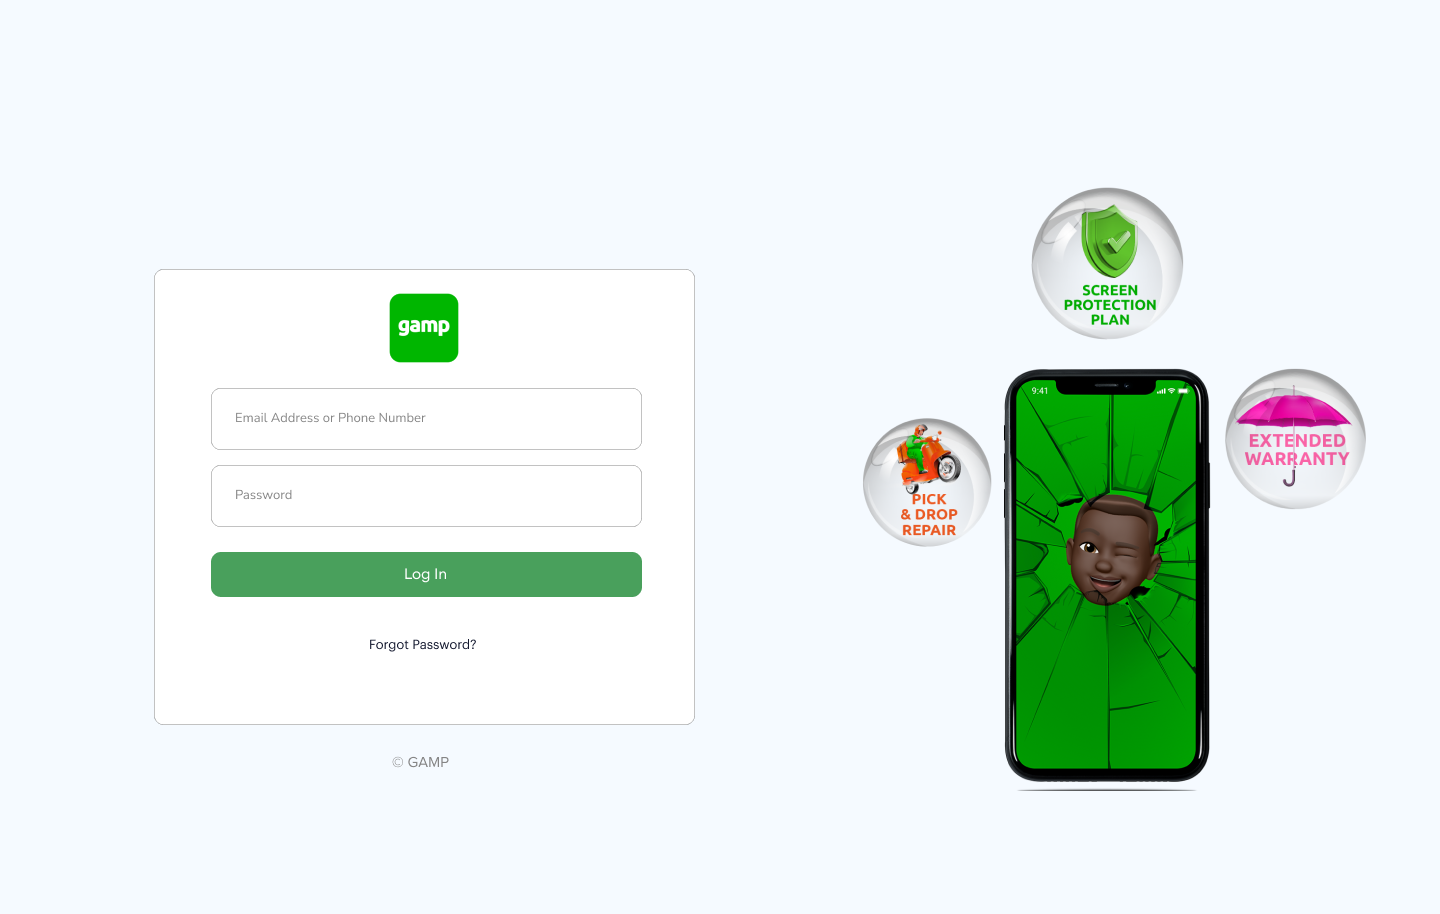 gamp
Email Address or Phone Number
Password
Log In
Forgot Password?
© GAMP
SCREEN
PROTECTION
PLAN
9:41
EXTENDED
WARRANTY
PICK
& DROP
REPAIR